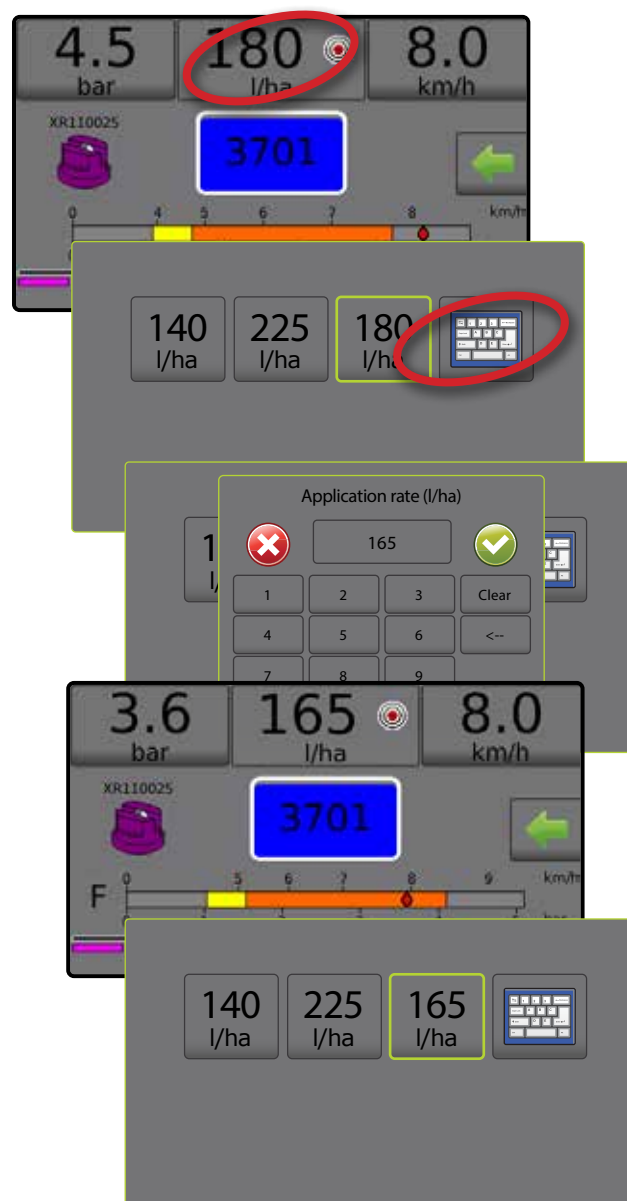 4.5 180 8.0
bar l/ha km/h
XR110025
3701
0 4 5 6 7 8 km/h
140 225 180
l/ha l/ha l/ha
Application rate (l/ha)
165
1 2 3 Clear
4 5 6 <--
7 8 9
3.6 165 8.0
bar l/ha km/h
XR110025
3701
0 5 6 7 8 9 km/h
F
140 225 165
l/ha l/ha l/ha